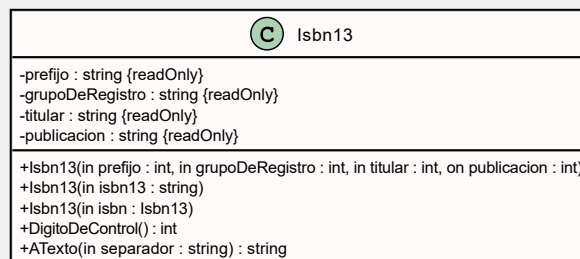 C Isbn13
-prefijo : string {readOnly}
-grupoDeRegistro : string {readOnly}
-titular : string {readOnly}
-publicacion : string {readOnly}
+Isbn13(in prefijo : int, in grupoDeRegistro : int, in titular : int, on publicacion : int)
+Isbn13(in isbn13 : string)
+Isbn13(in isbn : Isbn13)
+DigitoDeControl() : int
+ATexto(in separador : string) : string